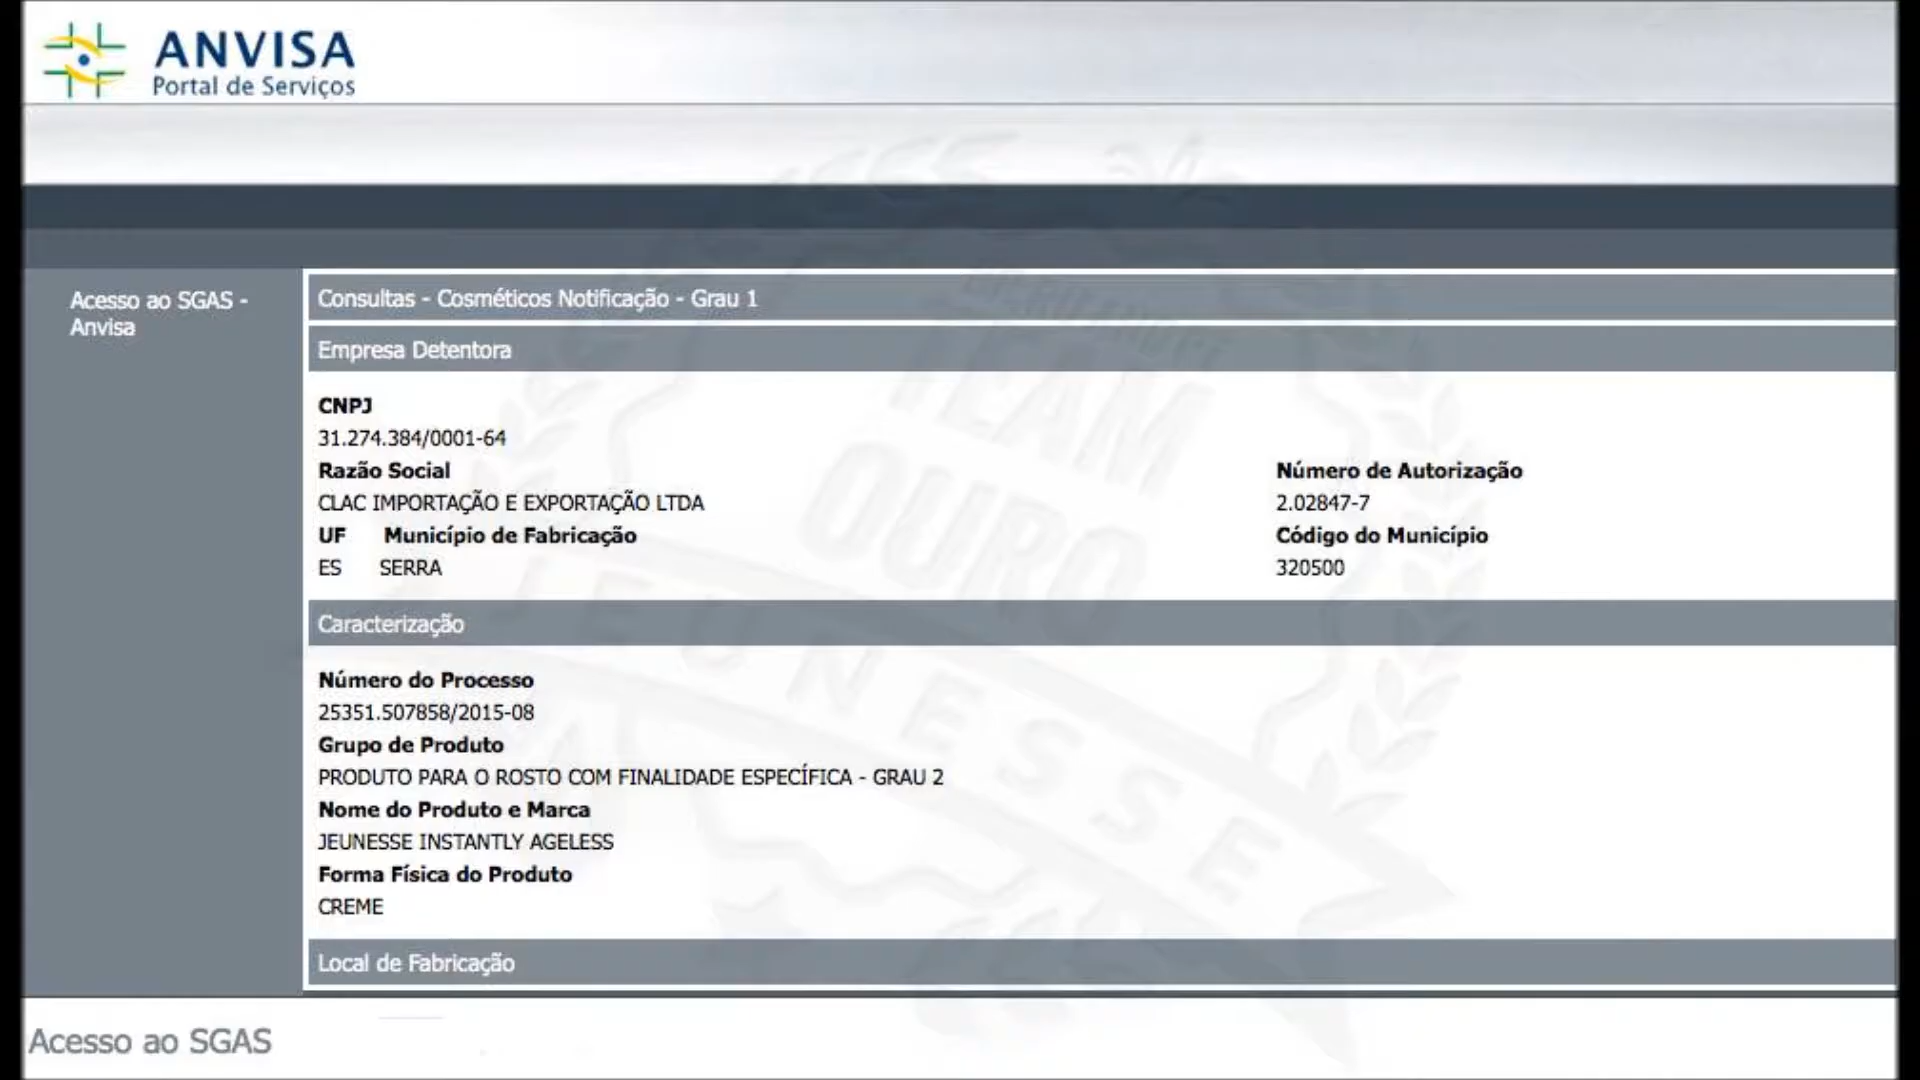 ANVISA
Portal de Serviços
Acesso ao SGAS -
Anvisa
Consultas - Cosméticos Notificação - Grau 1
Empresa Detentora
CNPJ
31.274.384/0001-64
Razão Social
Número de Autorização
CLAC IMPORTAÇÃO E EXPORTAÇÃO LTDA
2.02847-7
UF Município de Fabricação
Código do Município
ES SERRA
320500
Caracterização
Número do Processo
25351.507858/2015-08
Grupo de Produto
PRODUTO PARA O ROSTO COM FINALIDADE ESPECÍFICA - GRAU 2
Nome do Produto e Marca
JEUNESSE INSTANTLY AGELESS
Forma Física do Produto
CREME
Local de Fabricação
Acesso ao SGAS
TEAM
OURO
JEUNESSE